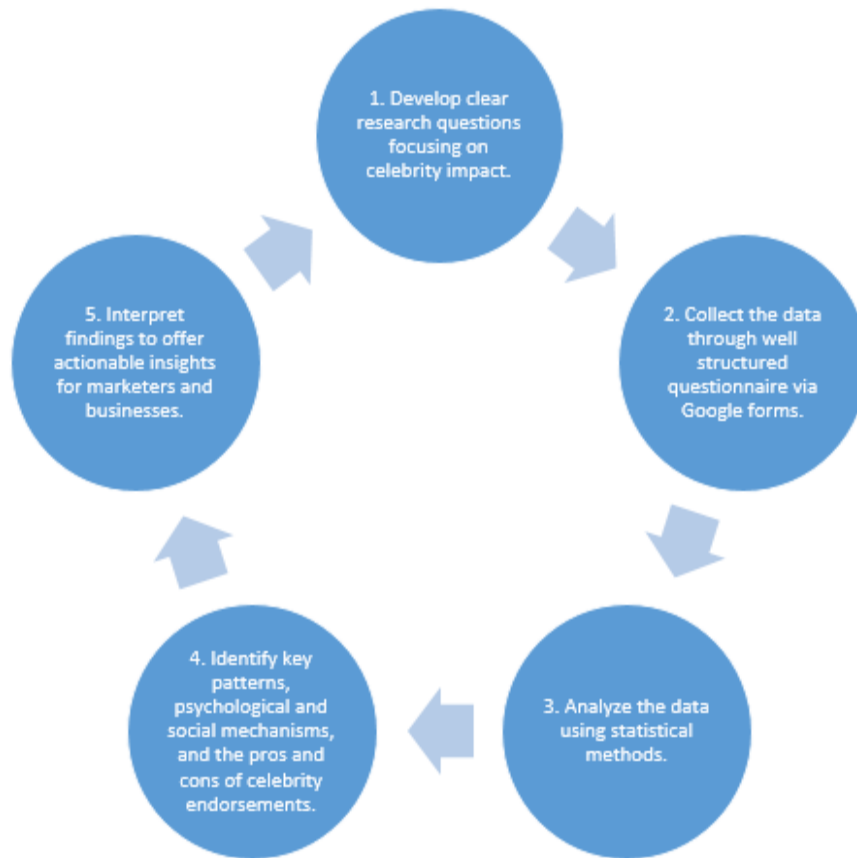 1. Develop clear
research questions
focusing on
celebrity impact.
2. Collect the data
through well
structured
questionnaire via
Google forms.
3. Analyze the data
using statistical
methods.
4. Identify key
patterns,
psychological and
social mechanisms,
and the pros and
cons of celebrity
endorsements.
5. Interpret
findings to offer
actionable insights
for marketers and
businesses.